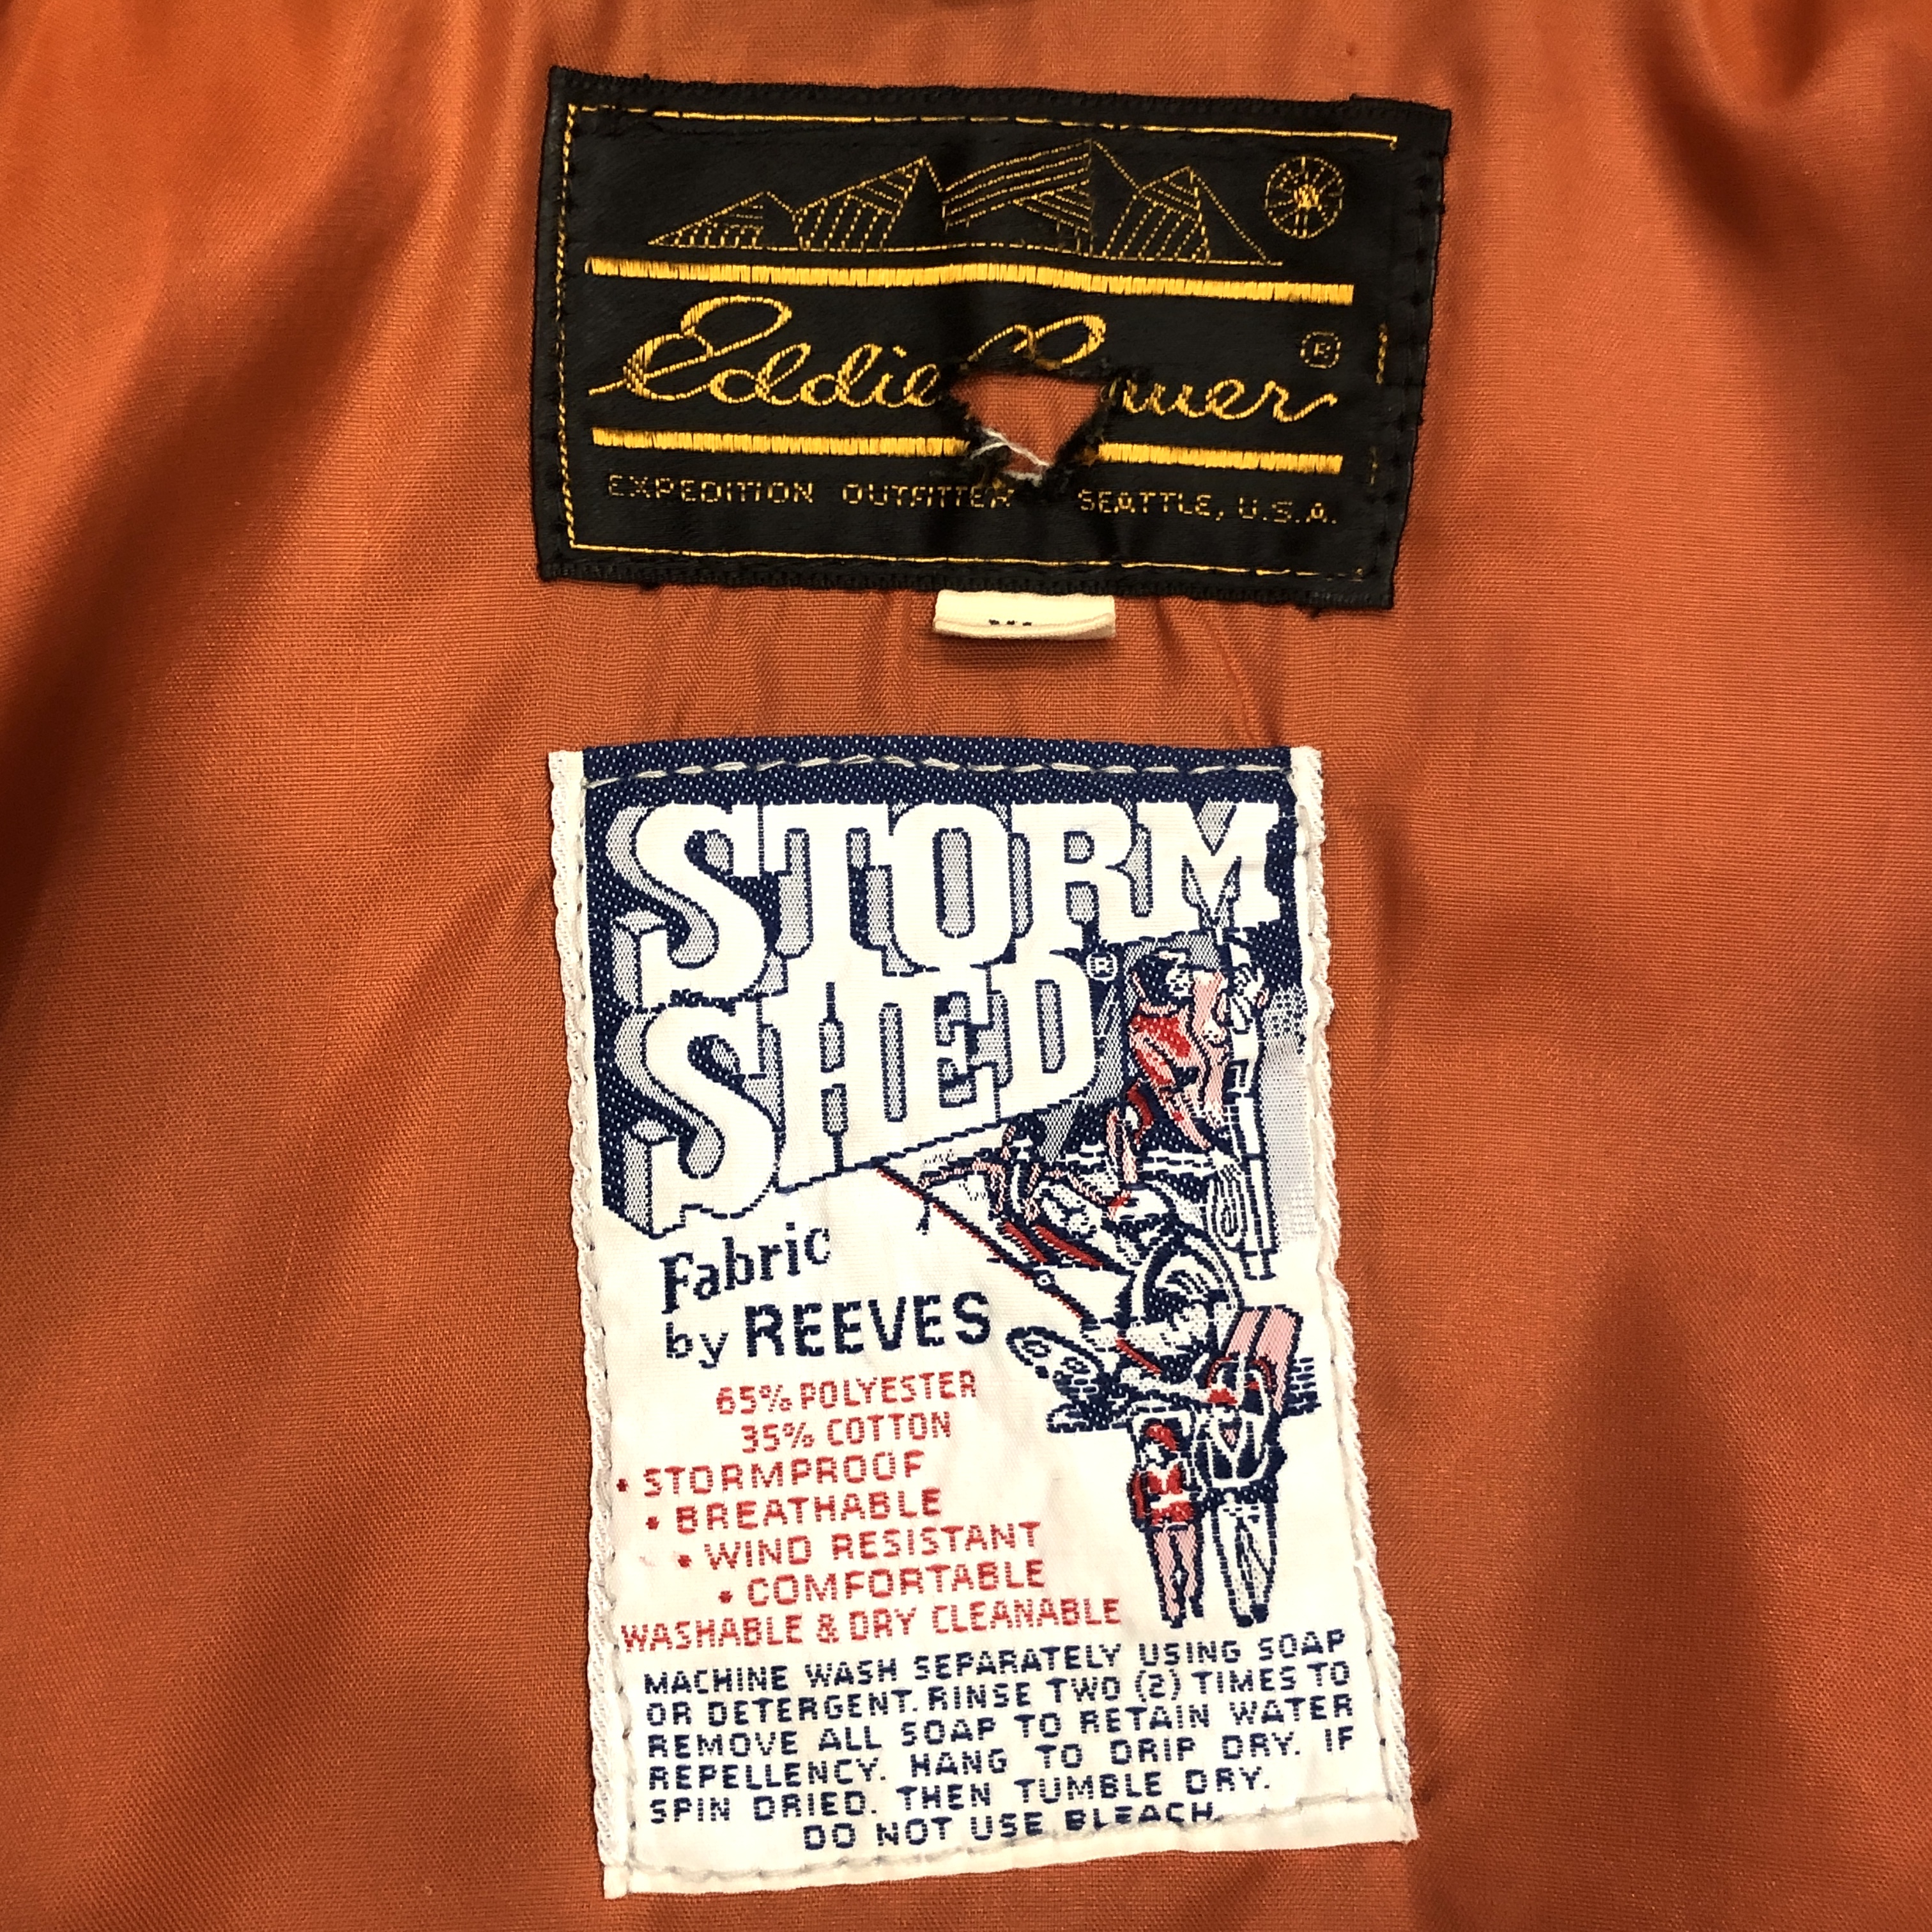 Eddie Bauer ®
EXPEDITION OUTFITTER SEATTLE, U.S.A.
STORM
SHED®
Fabric
by REEVES
65% POLYESTER
35% COTTON
• STORMPROOF
• BREATHABLE
• WIND RESISTANT
• COMFORTABLE
WASHABLE & DRY CLEANABLE
MACHINE WASH SEPARATELY USING SOAP
OR DETERGENT. RINSE TWO (2) TIMES TO
REMOVE ALL SOAP TO RETAIN WATER
REPELLENCY. HANG TO DRIP DRY. IF
SPIN DRIED. THEN TUMBLE DRY.
DO NOT USE BLEACH